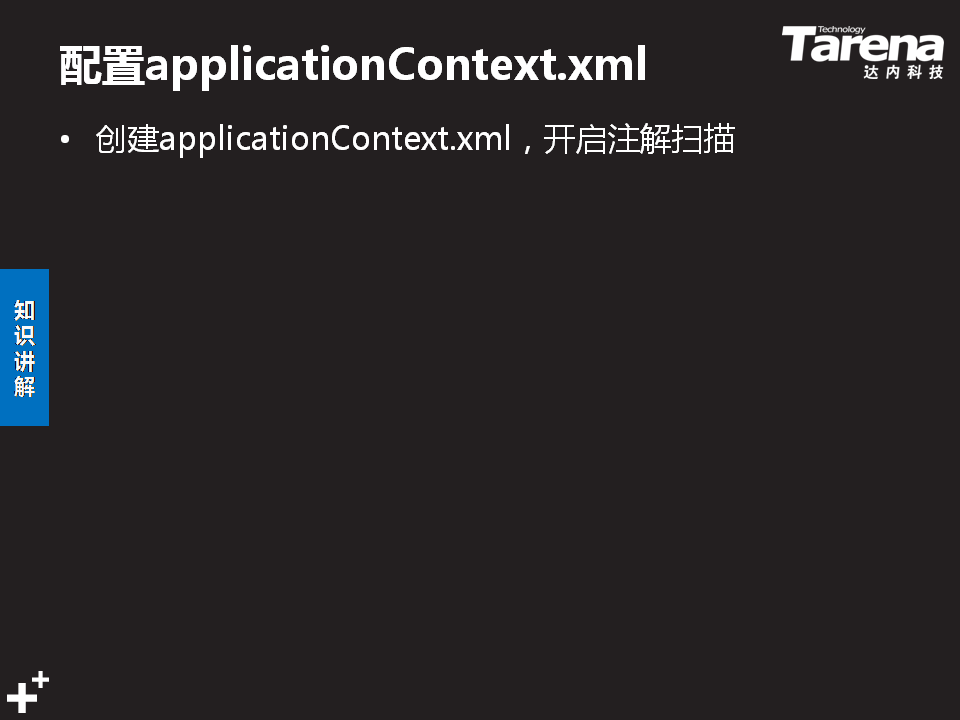 配置applicationContext.xml
Technology
Tarena
达内科技
• 创建applicationContext.xml，开启注解扫描
知
识
讲
解